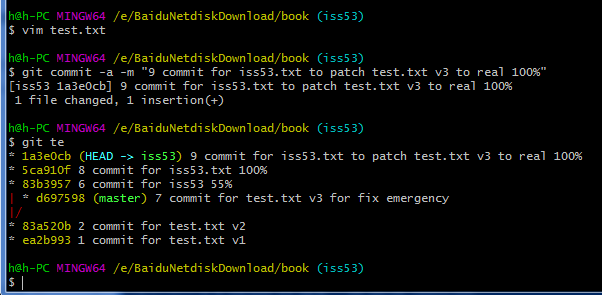 h@h-PC MINGW64 /e/BaiduNetdiskDownload/book (iss53)
$ vim test.txt
h@h-PC MINGW64 /e/BaiduNetdiskDownload/book (iss53)
$ git commit -a -m "9 commit for iss53.txt to patch test.txt v3 to real 100%"
[iss53 1a3e0cb] 9 commit for iss53.txt to patch test.txt v3 to real 100%
 1 file changed, 1 insertion(+)
h@h-PC MINGW64 /e/BaiduNetdiskDownload/book (iss53)
$ git te
* 1a3e0cb (HEAD -> iss53) 9 commit for iss53.txt to patch test.txt v3 to real 100%
* 5ca910f 8 commit for iss53.txt 100%
* 83b3957 6 commit for iss53 55%
| * d697598 (master) 7 commit for test.txt v3 for fix emergency
|/
* 83a520b 2 commit for test.txt v2
* ea2b993 1 commit for test.txt v1
h@h-PC MINGW64 /e/BaiduNetdiskDownload/book (iss53)
$